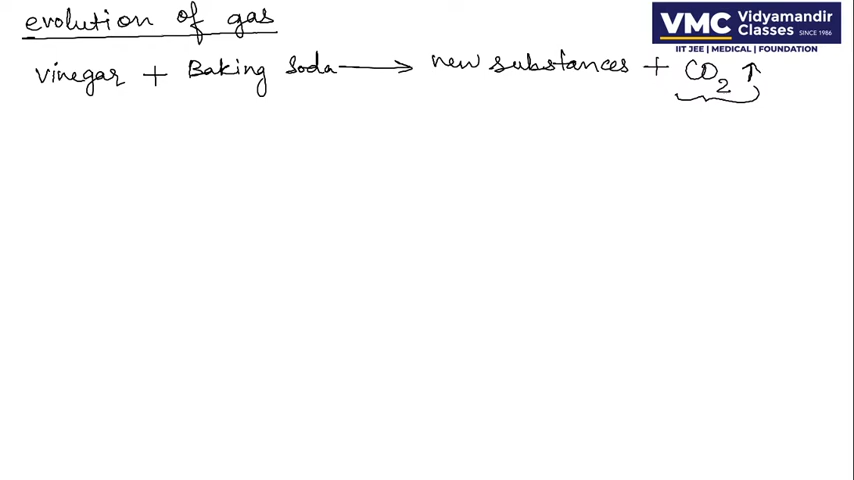 evolution of gas
VMC Vidyamandir Classes SINCE 1986
IIT JEE | MEDICAL | FOUNDATION
vinegar + Baking soda ⟶ new substances + CO₂ ↑